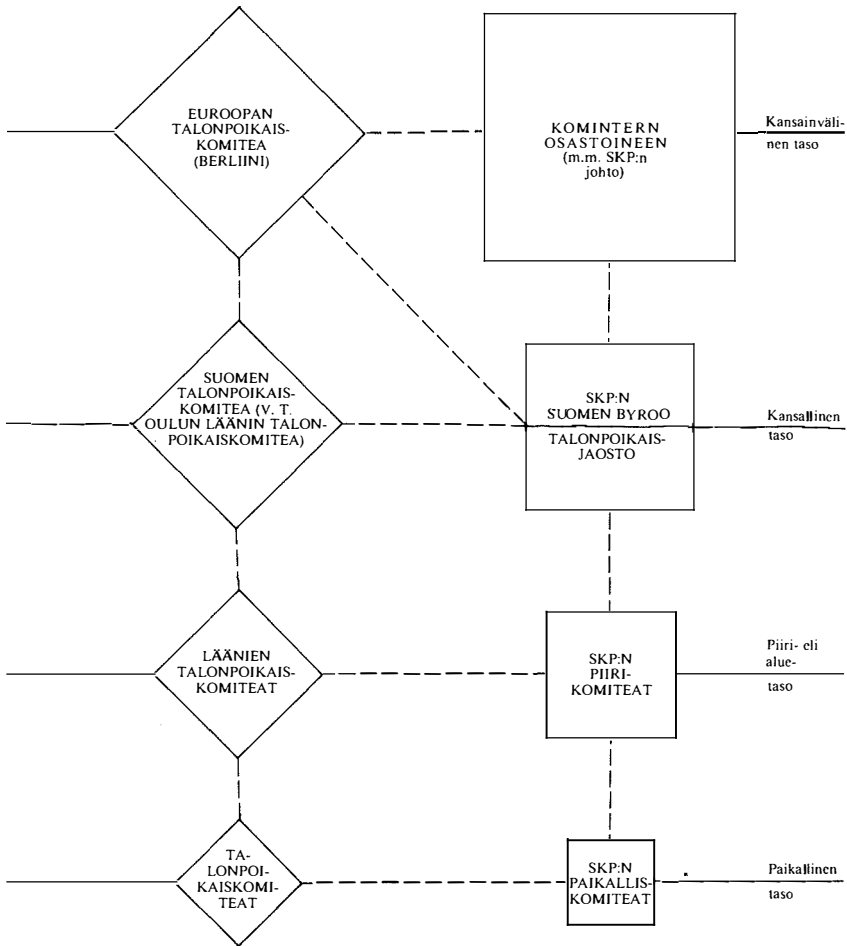 EUROOPAN
TALONPOIKAIS-
KOMITEA
(BERLIINI)
KOMINTERN
OSASTOINEEN
(m.m. SKP:n
johto)
Kansainväli-
nen taso
SUOMEN
TALONPOIKAIS-
KOMITEA (V. T.
OULUN LÄÄNIN TALON-
POIKAISKOMITEA)
SKP:N
SUOMEN BYROO
TALONPOIKAIS-
JAOSTO
Kansallinen
taso
LÄÄNIEN
TALONPOIKAIS-
KOMITEAT
SKP:N
PIIRI-
KOMITEAT
Piiri- eli
alue-
taso
TA-
LONPOI-
KAISKOMI-
TEAT
SKP:N
PAIKALLIS-
KOMITEAT
Paikallinen
taso